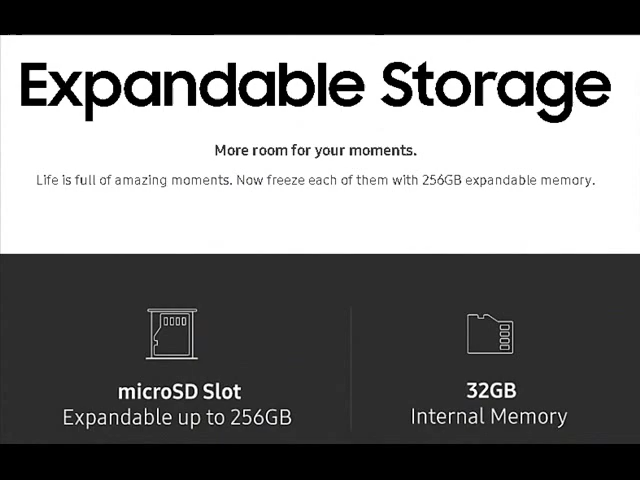 Expandable Storage
More room for your moments.
Life is full of amazing moments. Now freeze each of them with 256GB expandable memory.
microSD Slot
Expandable up to 256GB
32GB
Internal Memory